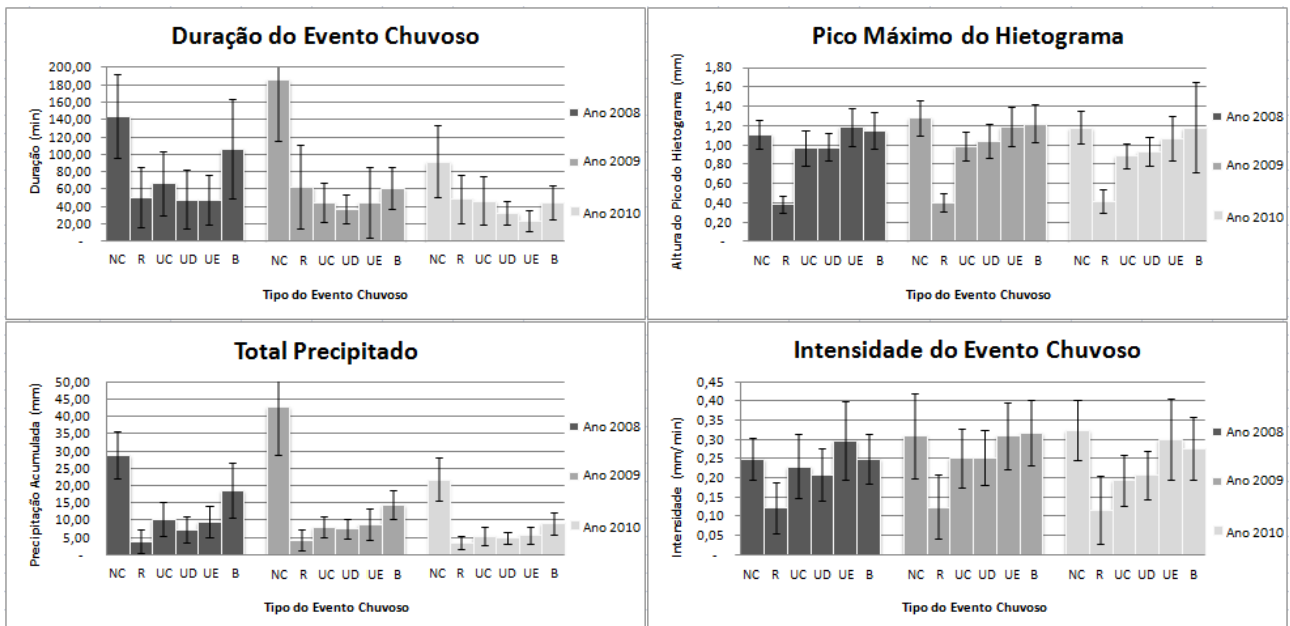 Duração do Evento Chuvoso
Duração (min)
200,00
180,00
160,00
140,00
120,00
100,00
80,00
60,00
40,00
20,00
-
NC R UC UD UE B NC R UC UD UE B NC R UC UD UE B
Tipo do Evento Chuvoso
Ano 2008
Ano 2009
Ano 2010
Pico Máximo do Hietograma
Altura do Pico do Hietograma (mm)
1,80
1,60
1,40
1,20
1,00
0,80
0,60
0,40
0,20
-
NC R UC UD UE B NC R UC UD UE B NC R UC UD UE B
Tipo do Evento Chuvoso
Ano 2008
Ano 2009
Ano 2010
Total Precipitado
Precipitação Acumulada (mm)
50,00
45,00
40,00
35,00
30,00
25,00
20,00
15,00
10,00
5,00
-
NC R UC UD UE B NC R UC UD UE B NC R UC UD UE B
Tipo do Evento Chuvoso
Ano 2008
Ano 2009
Ano 2010
Intensidade do Evento Chuvoso
Intensidade (mm/min)
0,45
0,40
0,35
0,30
0,25
0,20
0,15
0,10
0,05
-
NC R UC UD UE B NC R UC UD UE B NC R UC UD UE B
Tipo do Evento Chuvoso
Ano 2008
Ano 2009
Ano 2010